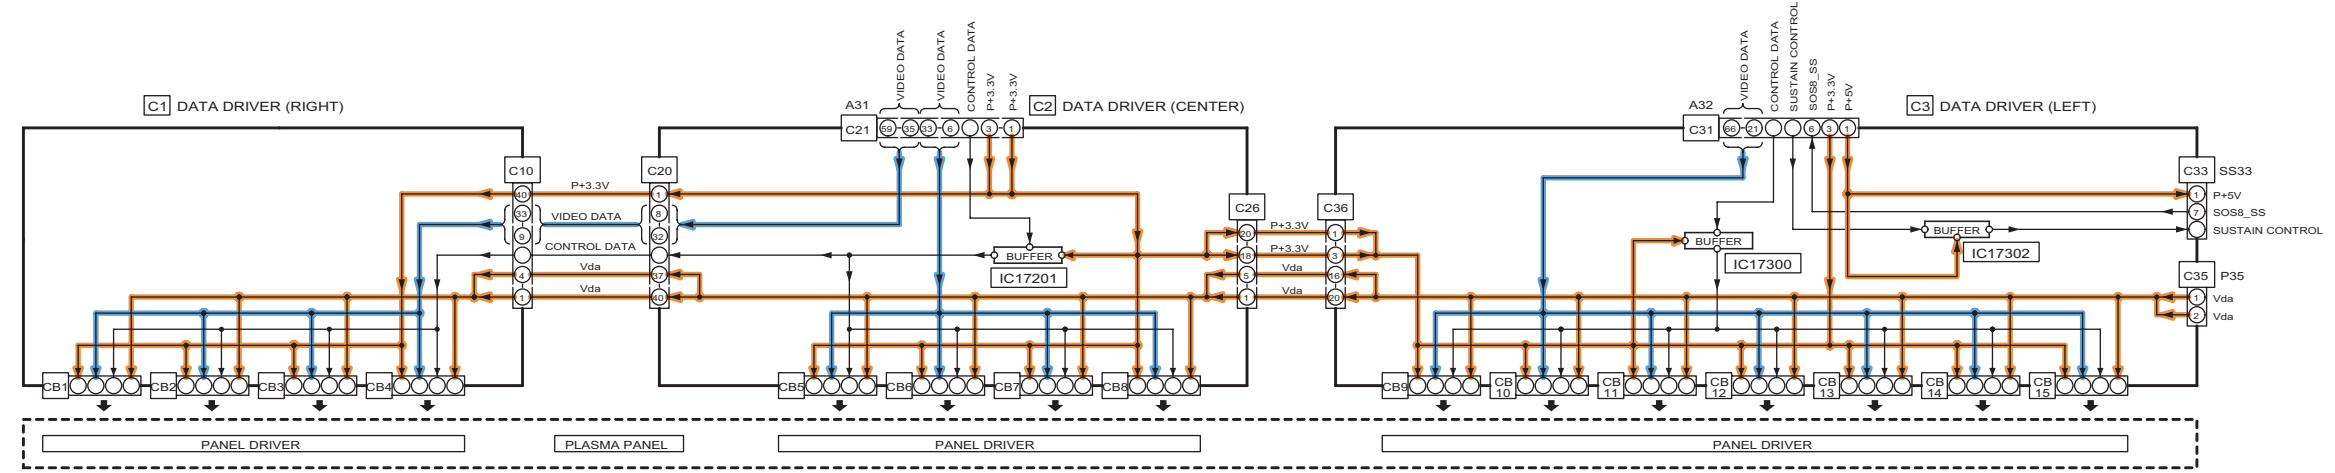 C1 DATA DRIVER (RIGHT)
C10
40
33
9
4
1
P+3.3V
VIDEO DATA
CONTROL DATA
Vda
Vda
CB1
CB2
CB3
CB4
A31
C21
59
35
33
6
3
1
VIDEO DATA
VIDEO DATA
CONTROL DATA
P+3.3V
P+3.3V
C2 DATA DRIVER (CENTER)
C20
1
8
32
37
40
BUFFER
IC17201
C26
20
18
5
1
CB5
CB6
CB7
CB8
P+3.3V
P+3.3V
Vda
Vda
C36
1
3
16
20
A32
C31
66
21
6
3
1
VIDEO DATA
CONTROL DATA
SUSTAIN CONTROL
SOS8_SS
P+3.3V
P+5V
C3 DATA DRIVER (LEFT)
BUFFER
IC17300
BUFFER
IC17302
C33 SS33
1 P+5V
7 SOS8_SS
SUSTAIN CONTROL
C35 P35
1 Vda
2 Vda
CB9
CB
10
CB
11
CB
12
CB
13
CB
14
CB
15
PANEL DRIVER
PLASMA PANEL
PANEL DRIVER
PANEL DRIVER